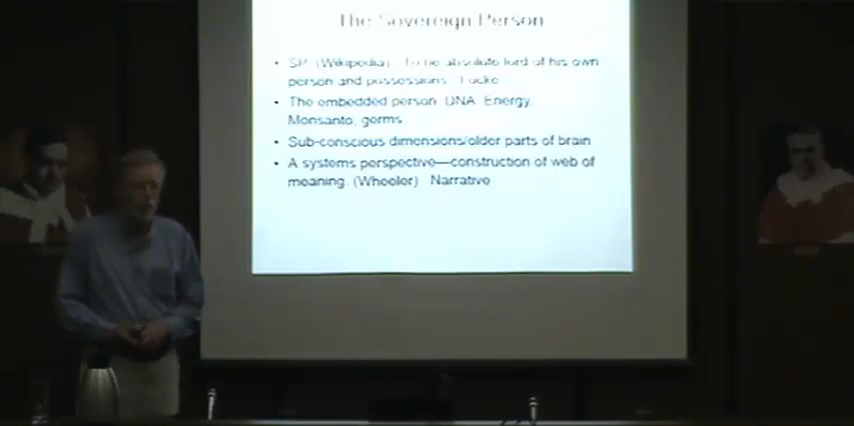 The Sovereign Person
• SP (Wikipedia) To be absolute lord of his own
person and possessions Locke
• The embedded person DNA Energy
Monsanto, germs
• Sub-conscious dimensions/older parts of brain
• A systems perspective—construction of web of
meaning. (Wheeler) Narrative